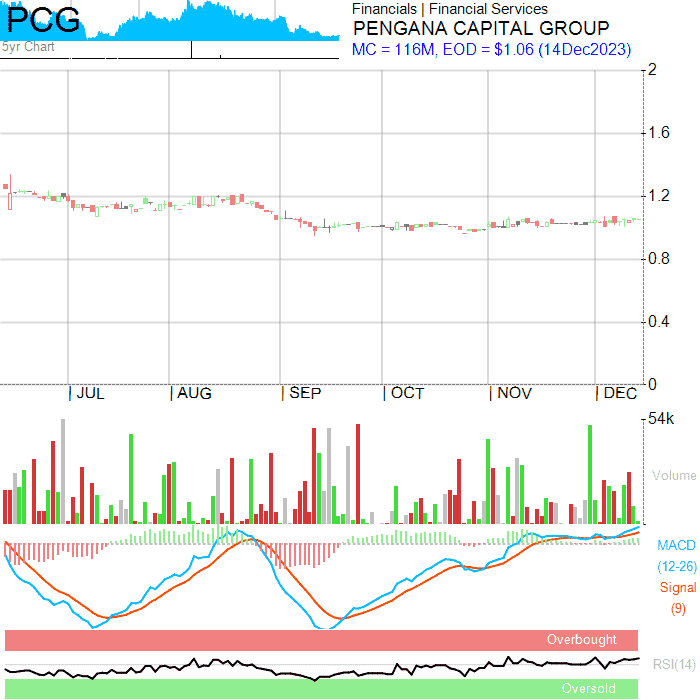 PCG
5yr Chart
Financials | Financial Services
PENGANA CAPITAL GROUP
MC = 116M, EOD = $1.06 (14Dec2023)
2
1.6
1.2
0.8
0.4
0
JUL
AUG
SEP
OCT
NOV
DEC
54k
Volume
MACD
(12-26)
Signal
(9)
Overbought
RSI(14)
Oversold